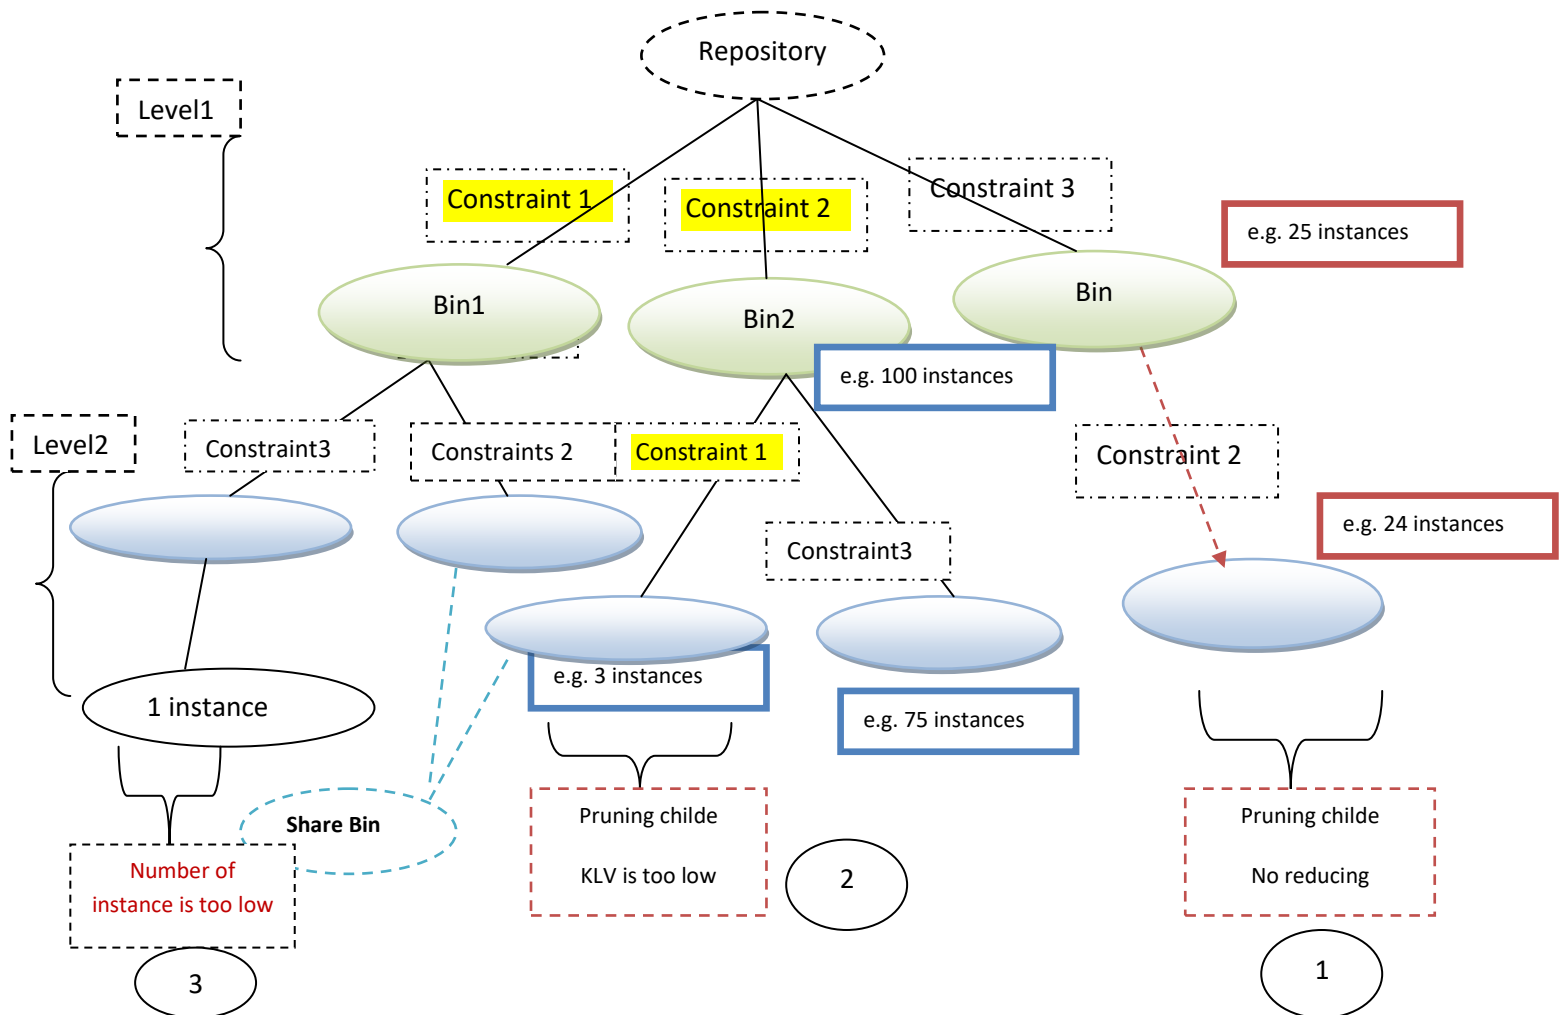 Repository
Level1
Constraint 1
Constraint 2
Constraint 3
e.g. 25 instances
Bin1
Bin2
Bin
e.g. 100 instances
Level2
Constraint3
Constraints 2
Constraint 1
Constraint 2
e.g. 24 instances
Constraint3
e.g. 3 instances
e.g. 75 instances
1 instance
Share Bin
Pruning childe
KLV is too low
2
Pruning childe
No reducing
1
Number of
instance is too low
3